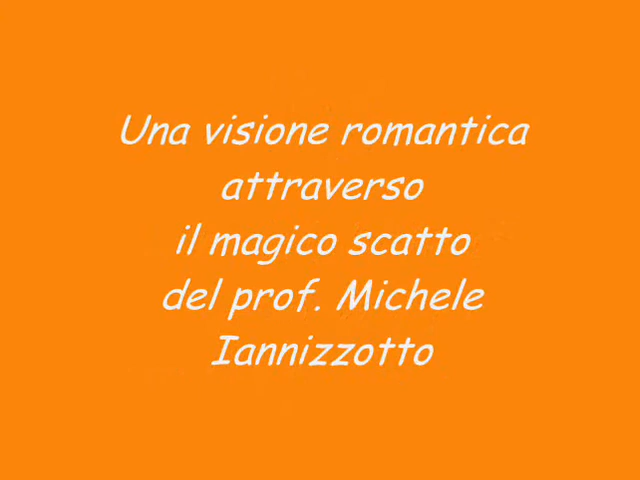 Una visione romantica
attraverso
il magico scatto
del prof. Michele
Iannizzotto